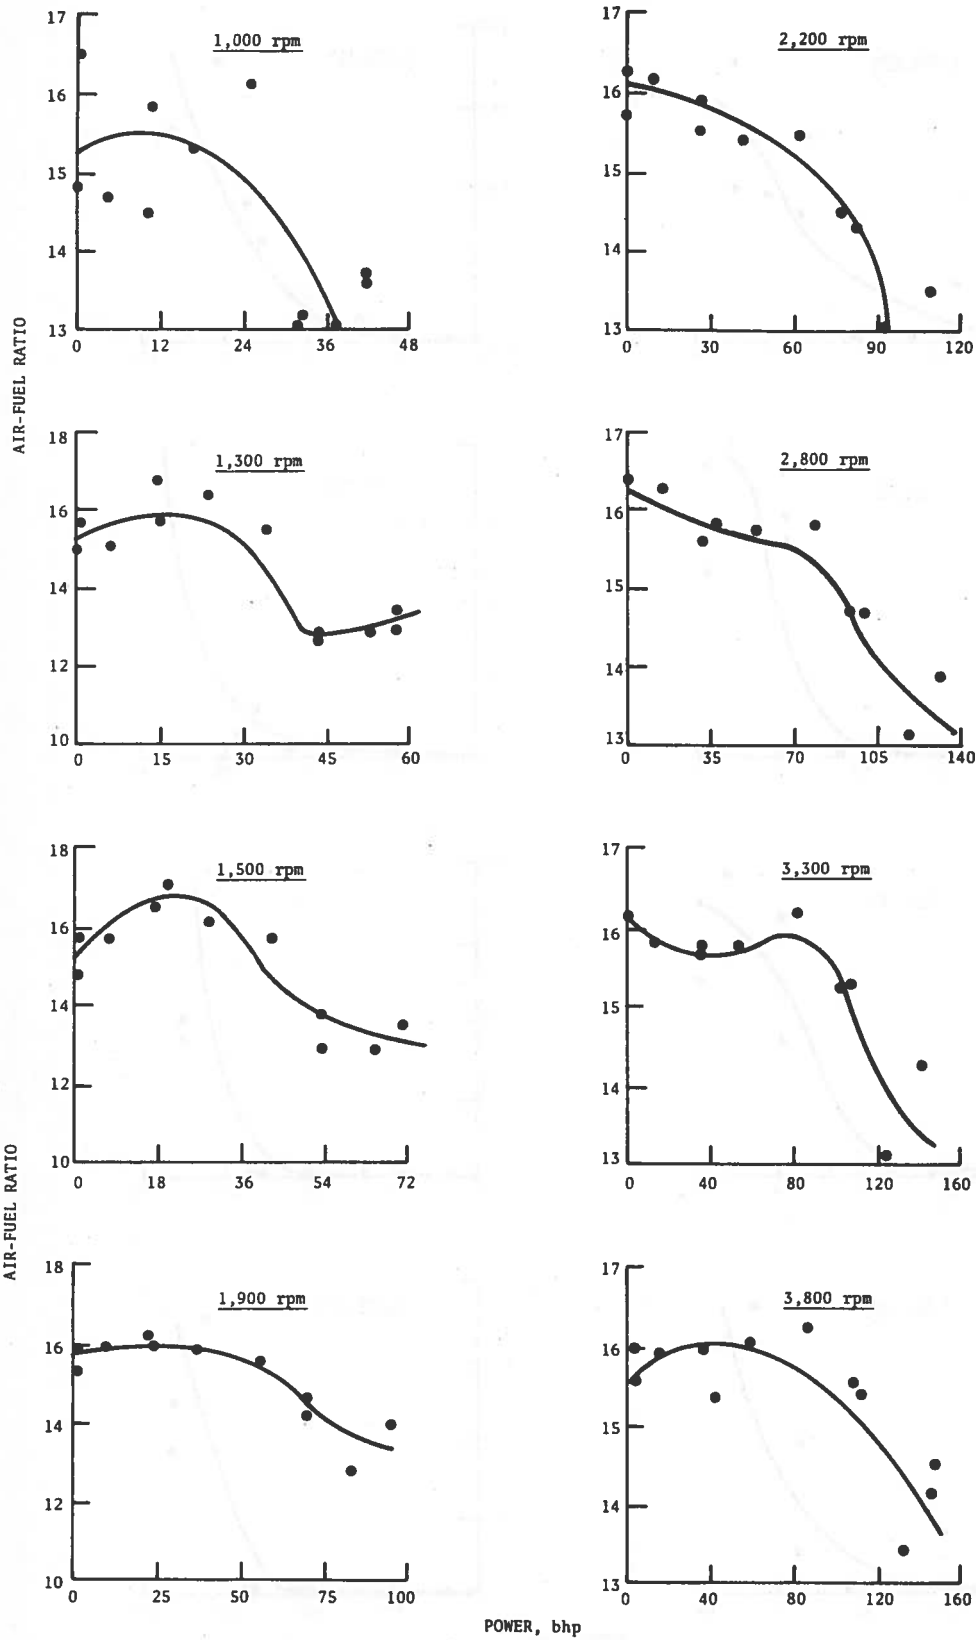 1,000 rpm
17
16
15
14
13
0 12 24 36 48
2,200 rpm
17
16
15
14
13
0 30 60 90 120
AIR-FUEL RATIO
1,300 rpm
18
16
14
12
10
0 15 30 45 60
2,800 rpm
17
16
15
14
13
0 35 70 105 140
1,500 rpm
18
16
14
12
10
0 18 36 54 72
3,300 rpm
17
16
15
14
13
0 40 80 120 160
AIR-FUEL RATIO
1,900 rpm
18
16
14
12
10
0 25 50 75 100
3,800 rpm
17
16
15
14
13
0 40 80 120 160
POWER, bhp